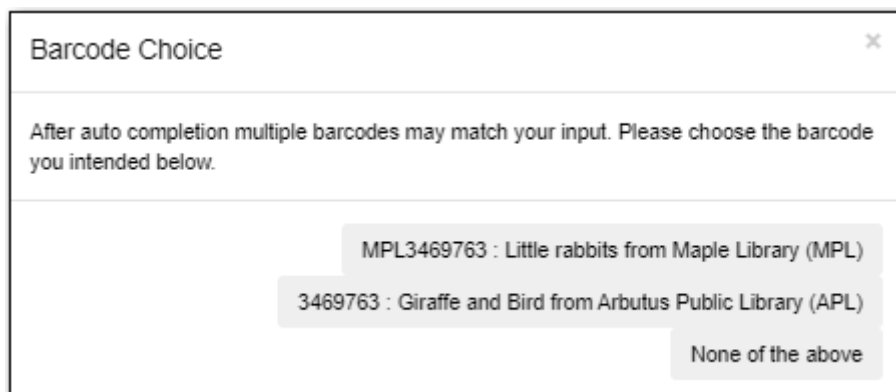 Barcode Choice
×
After auto completion multiple barcodes may match your input. Please choose the barcode
you intended below.
MPL3469763 : Little rabbits from Maple Library (MPL)
3469763 : Giraffe and Bird from Arbutus Public Library (APL)
None of the above